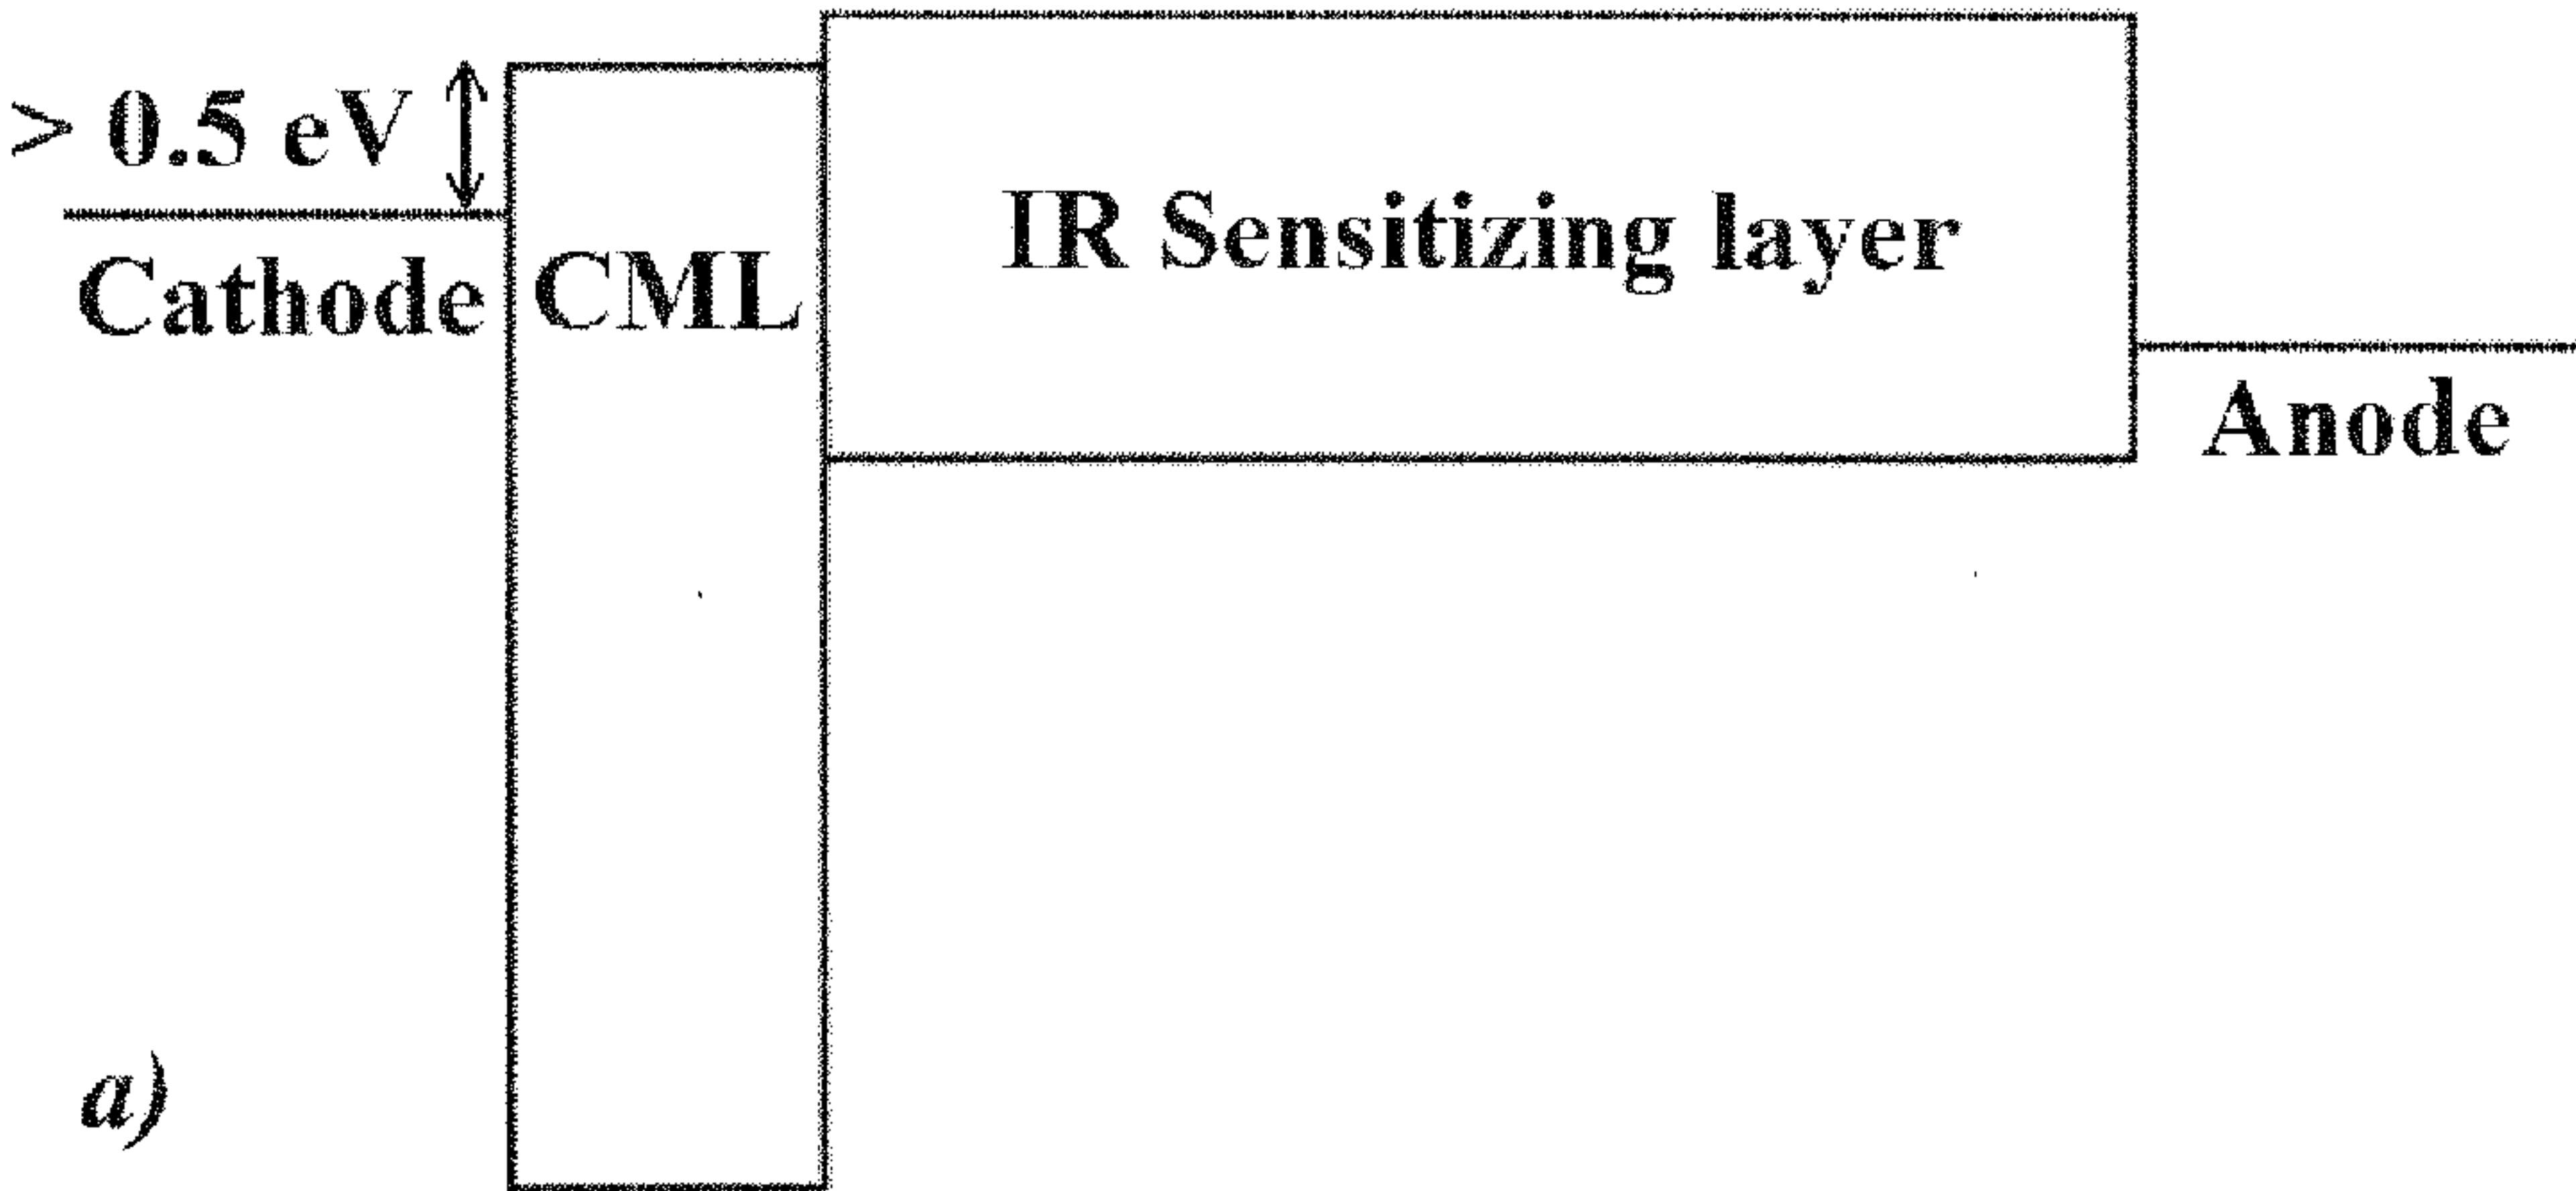 > 0.5 eV
Cathode
CML
IR Sensitizing layer
Anode
a)